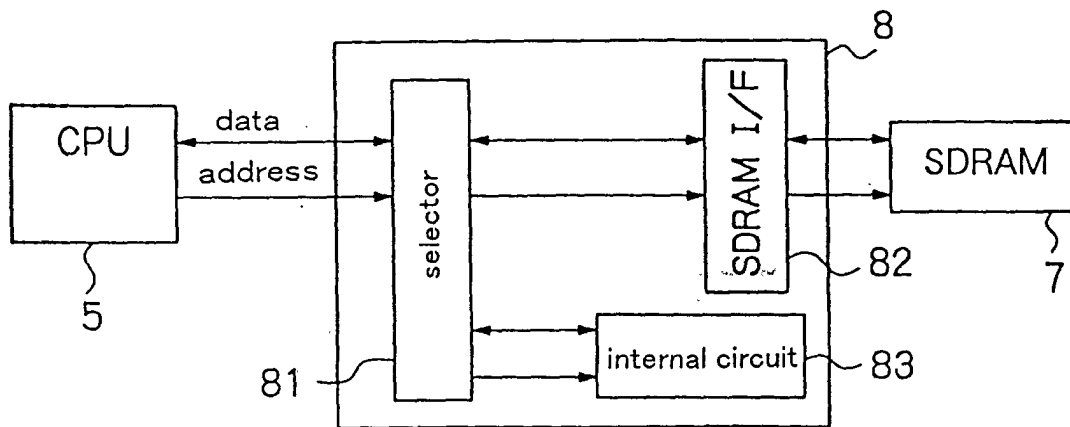 8
CPU
data
address
selector
SDRAM I/F
SDRAM
5
82
7
internal circuit
81
83